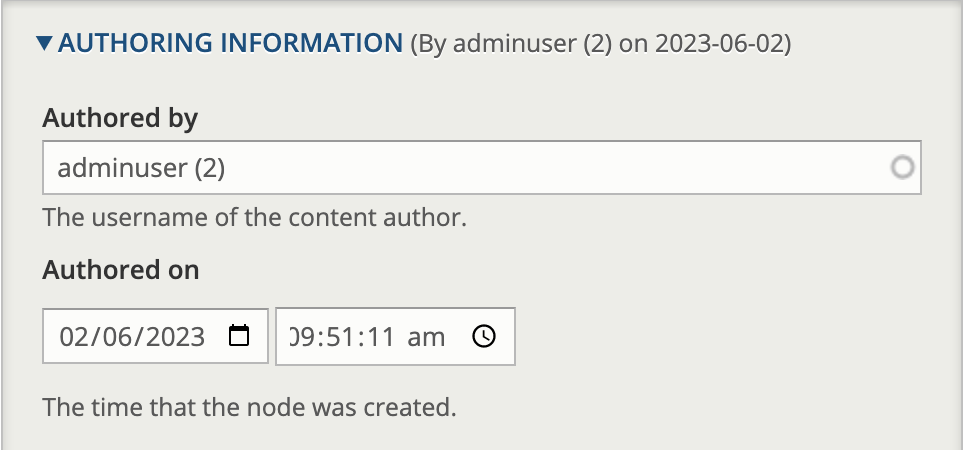 AUTHORING INFORMATION (By adminuser (2) on 2023-06-02)
Authored by
adminuser (2)
The username of the content author.
Authored on
02/06/2023 09:51:11 am
The time that the node was created.